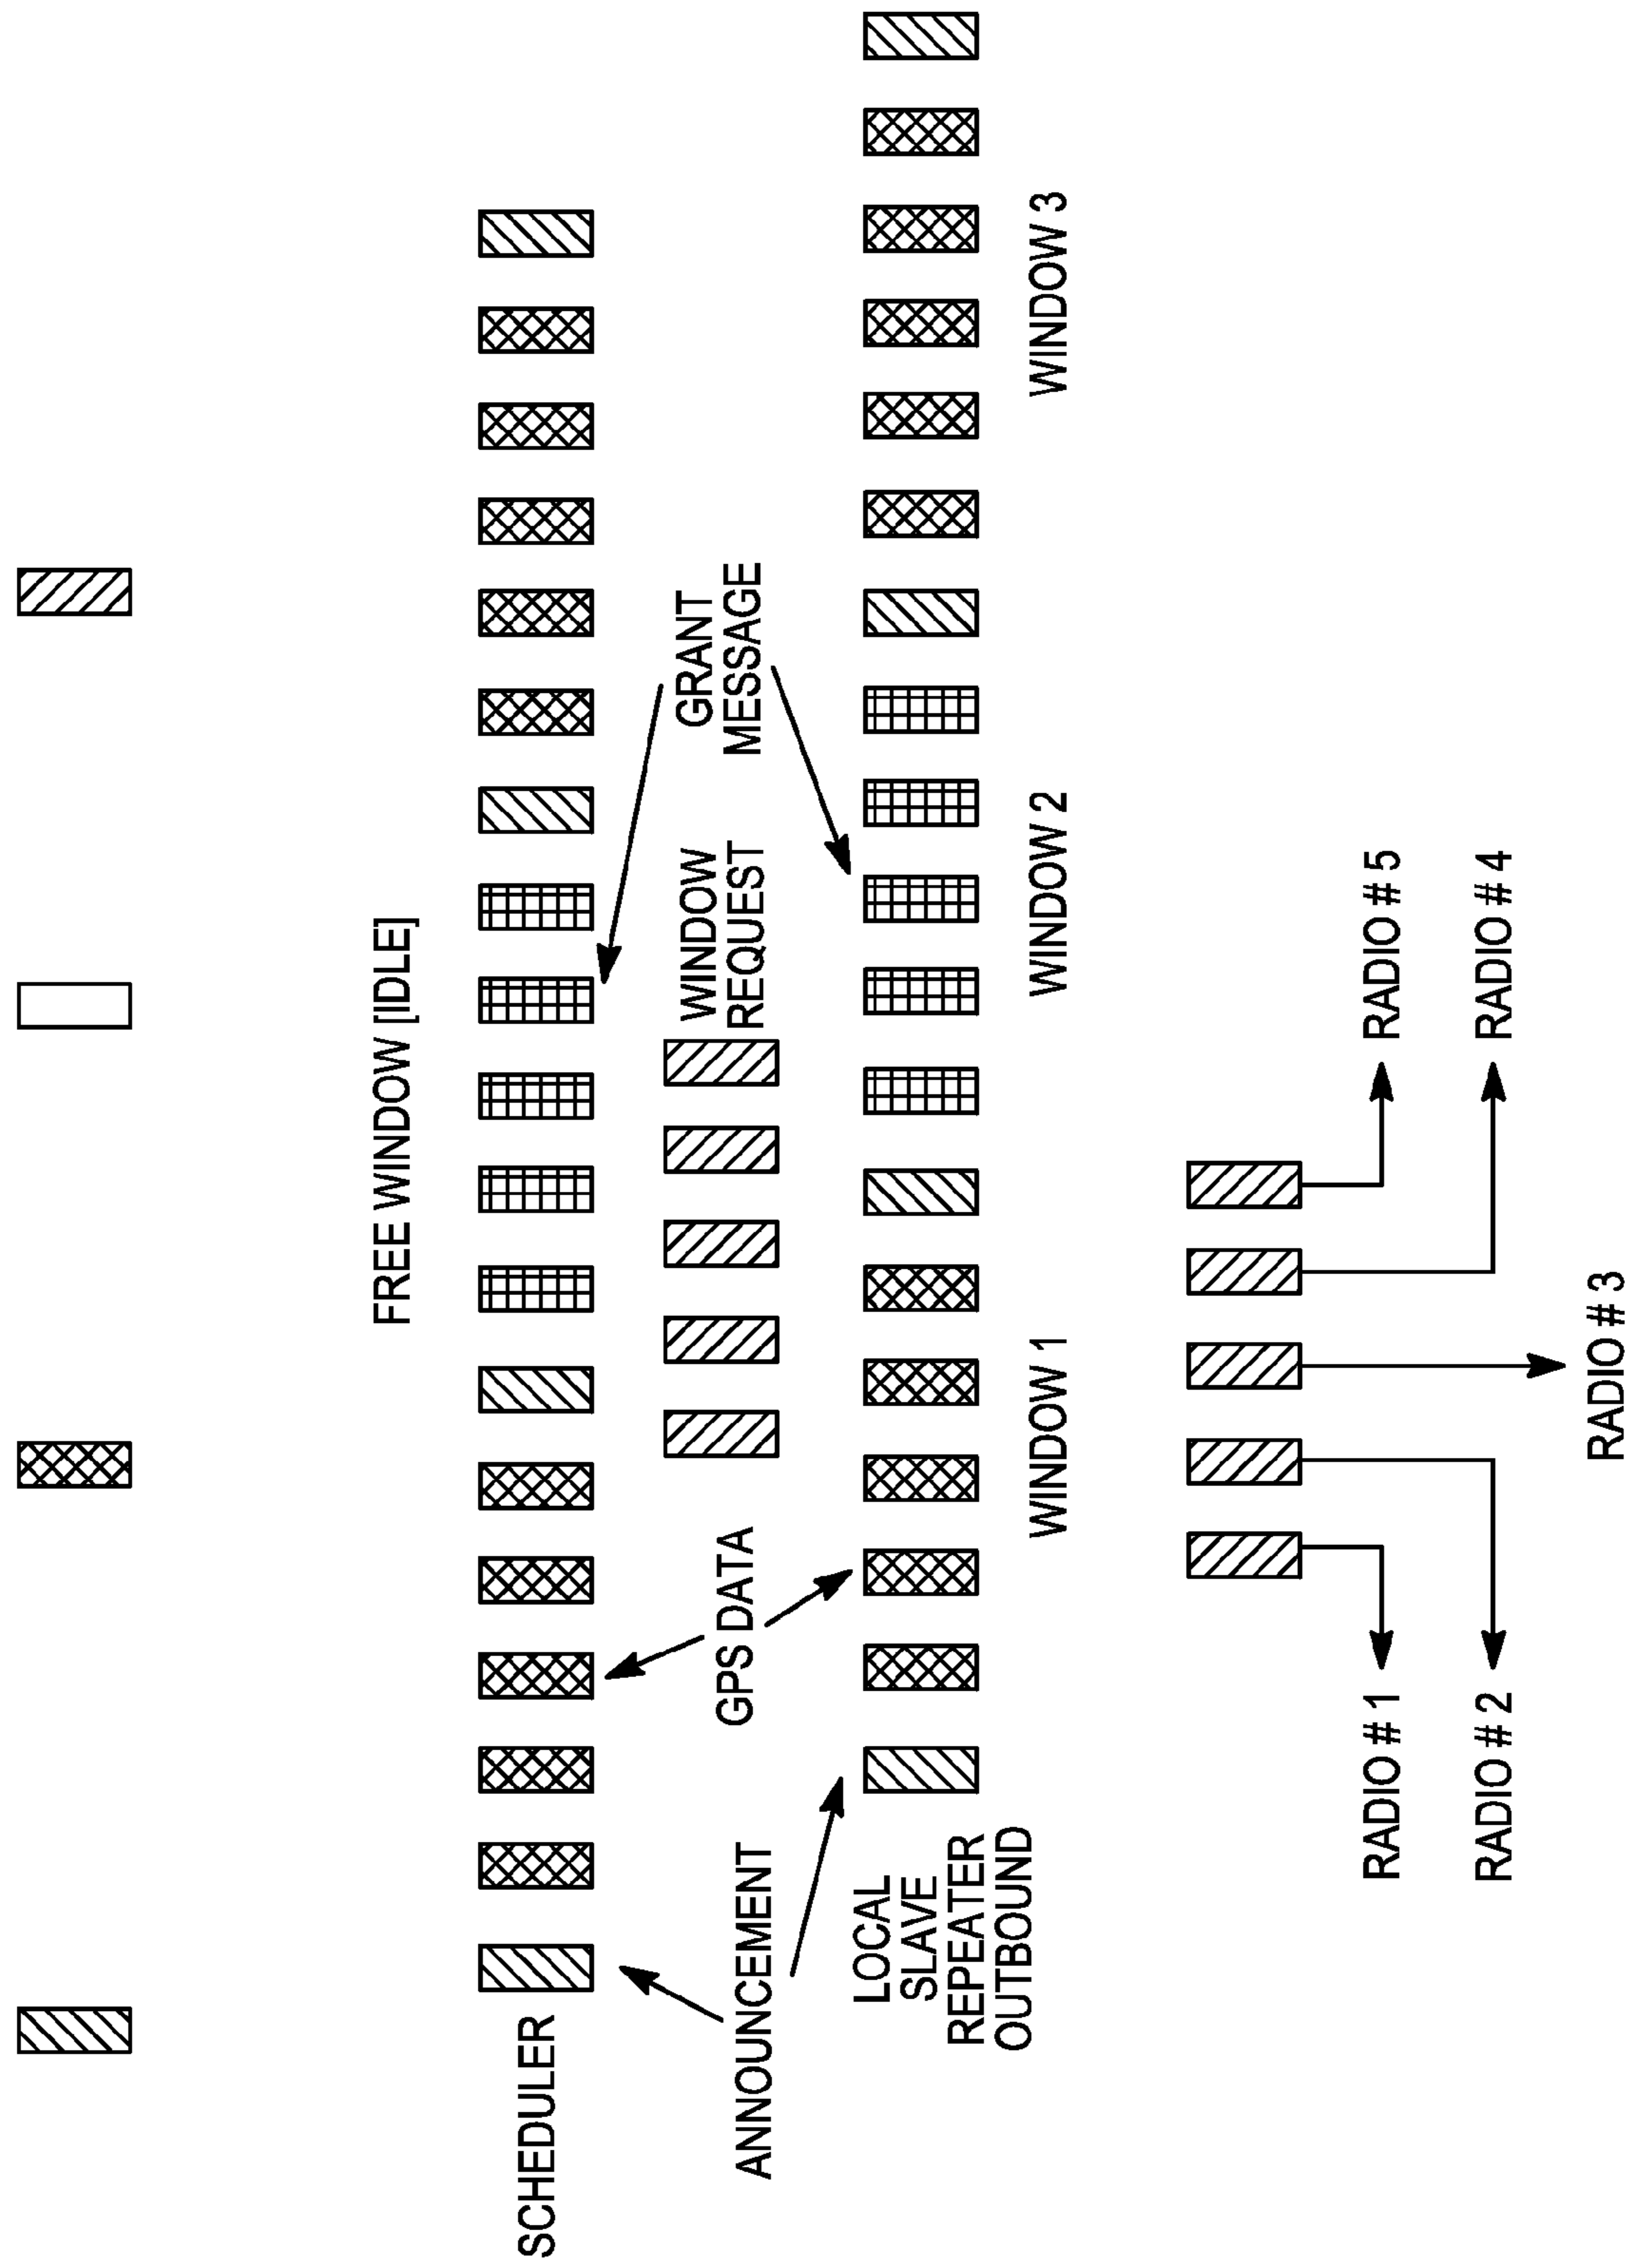 FREE WINDOW [IDLE]
SCHEDULER
ANNOUNCEMENT
GPS DATA
WINDOW
REQUEST
GRANT
MESSAGE
LOCAL
SLAVE
REPEATER
OUTBOUND
WINDOW 1
WINDOW 2
WINDOW 3
RADIO # 1
RADIO # 5
RADIO # 2
RADIO # 4
RADIO # 3